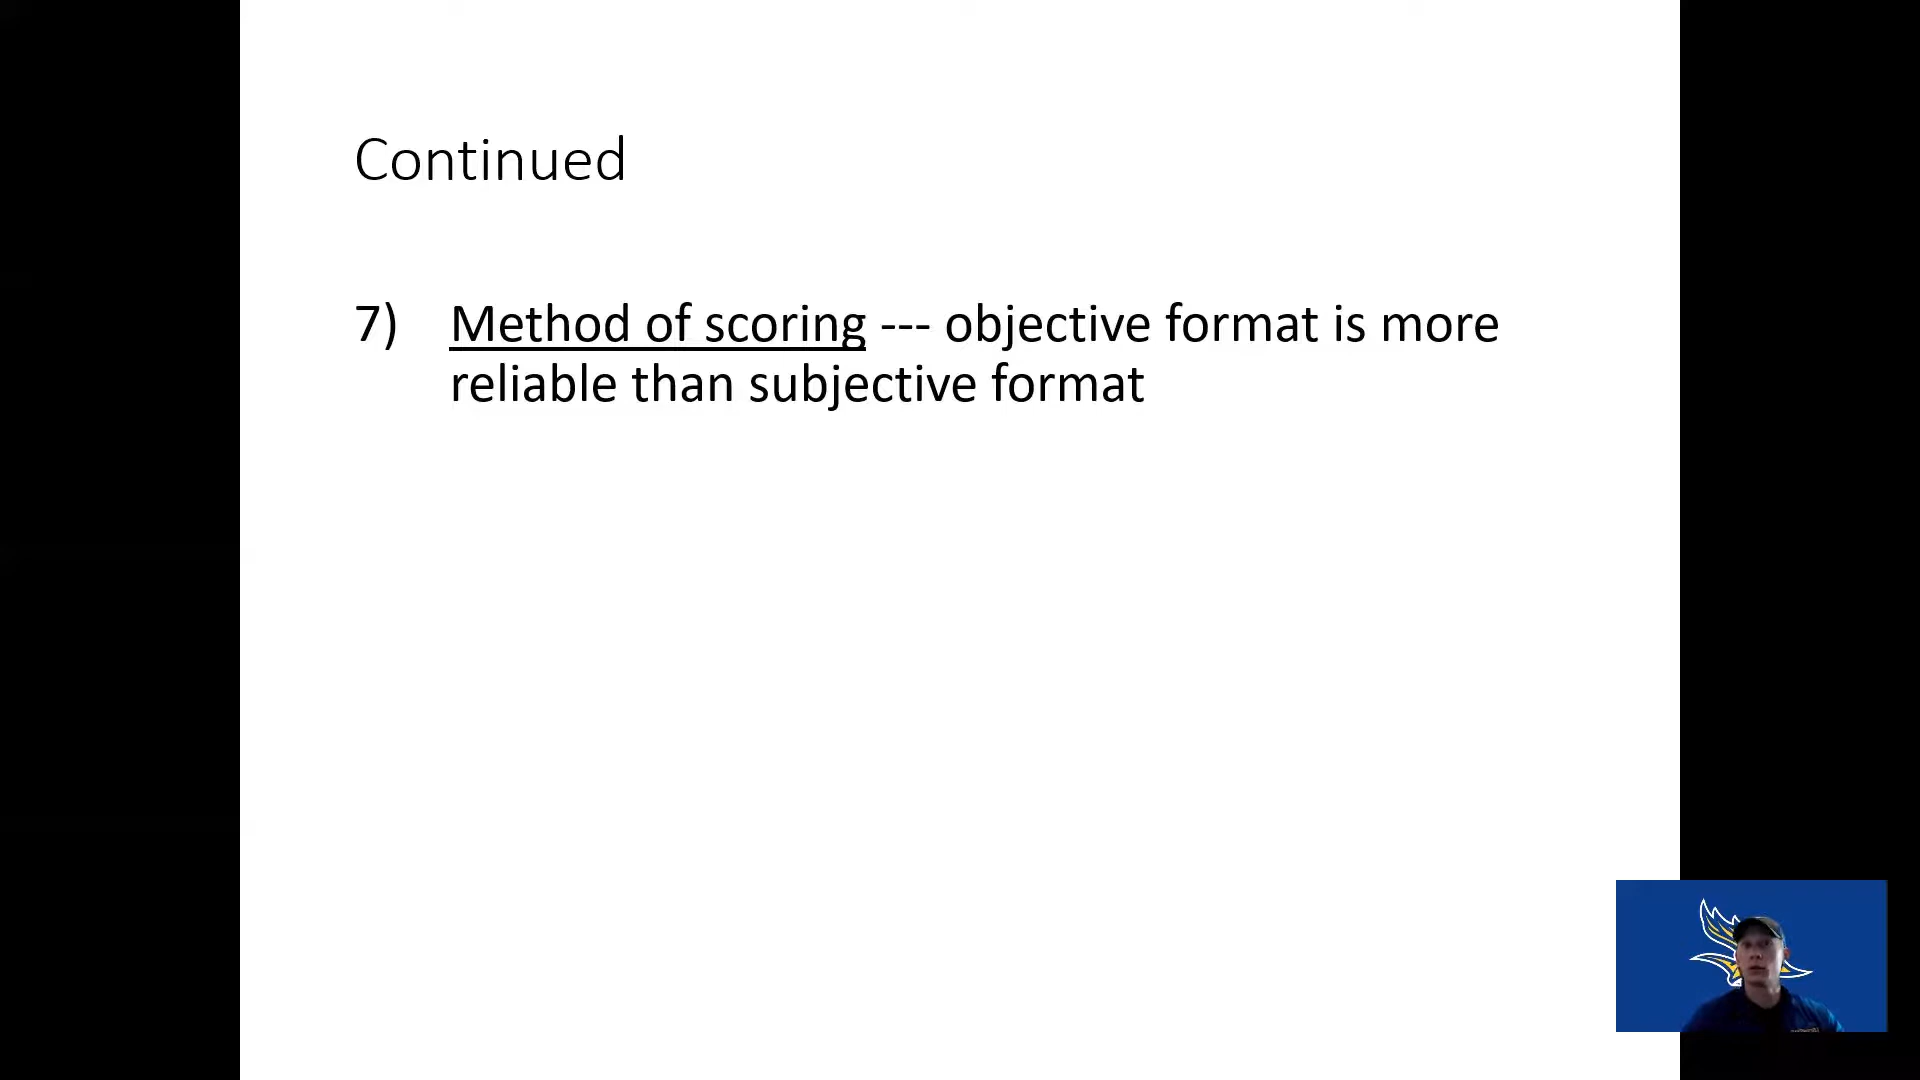 Continued
7) Method of scoring --- objective format is more
reliable than subjective format